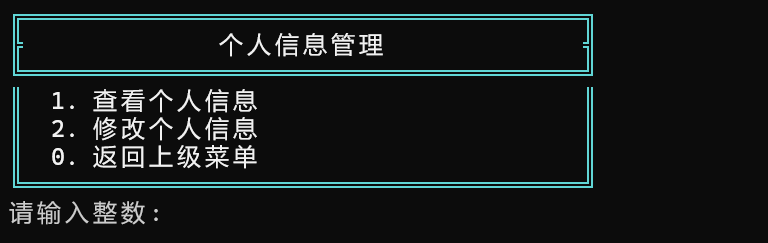 个人信息管理
1. 查看个人信息
2. 修改个人信息
0. 返回上级菜单
请输入整数: